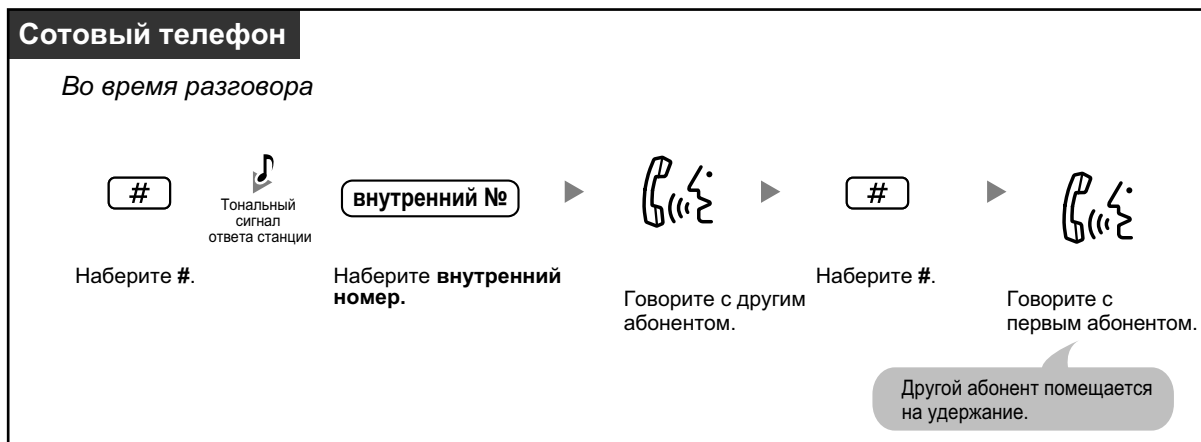 Сотовый телефон
Во время разговора
#
Тональный
сигнал
ответа станции
внутренний №
#
Наберите #.
Наберите внутренний
номер.
Говорите с другим
абонентом.
Наберите #.
Говорите с
первым абонентом.
Другой абонент помещается
на удержание.